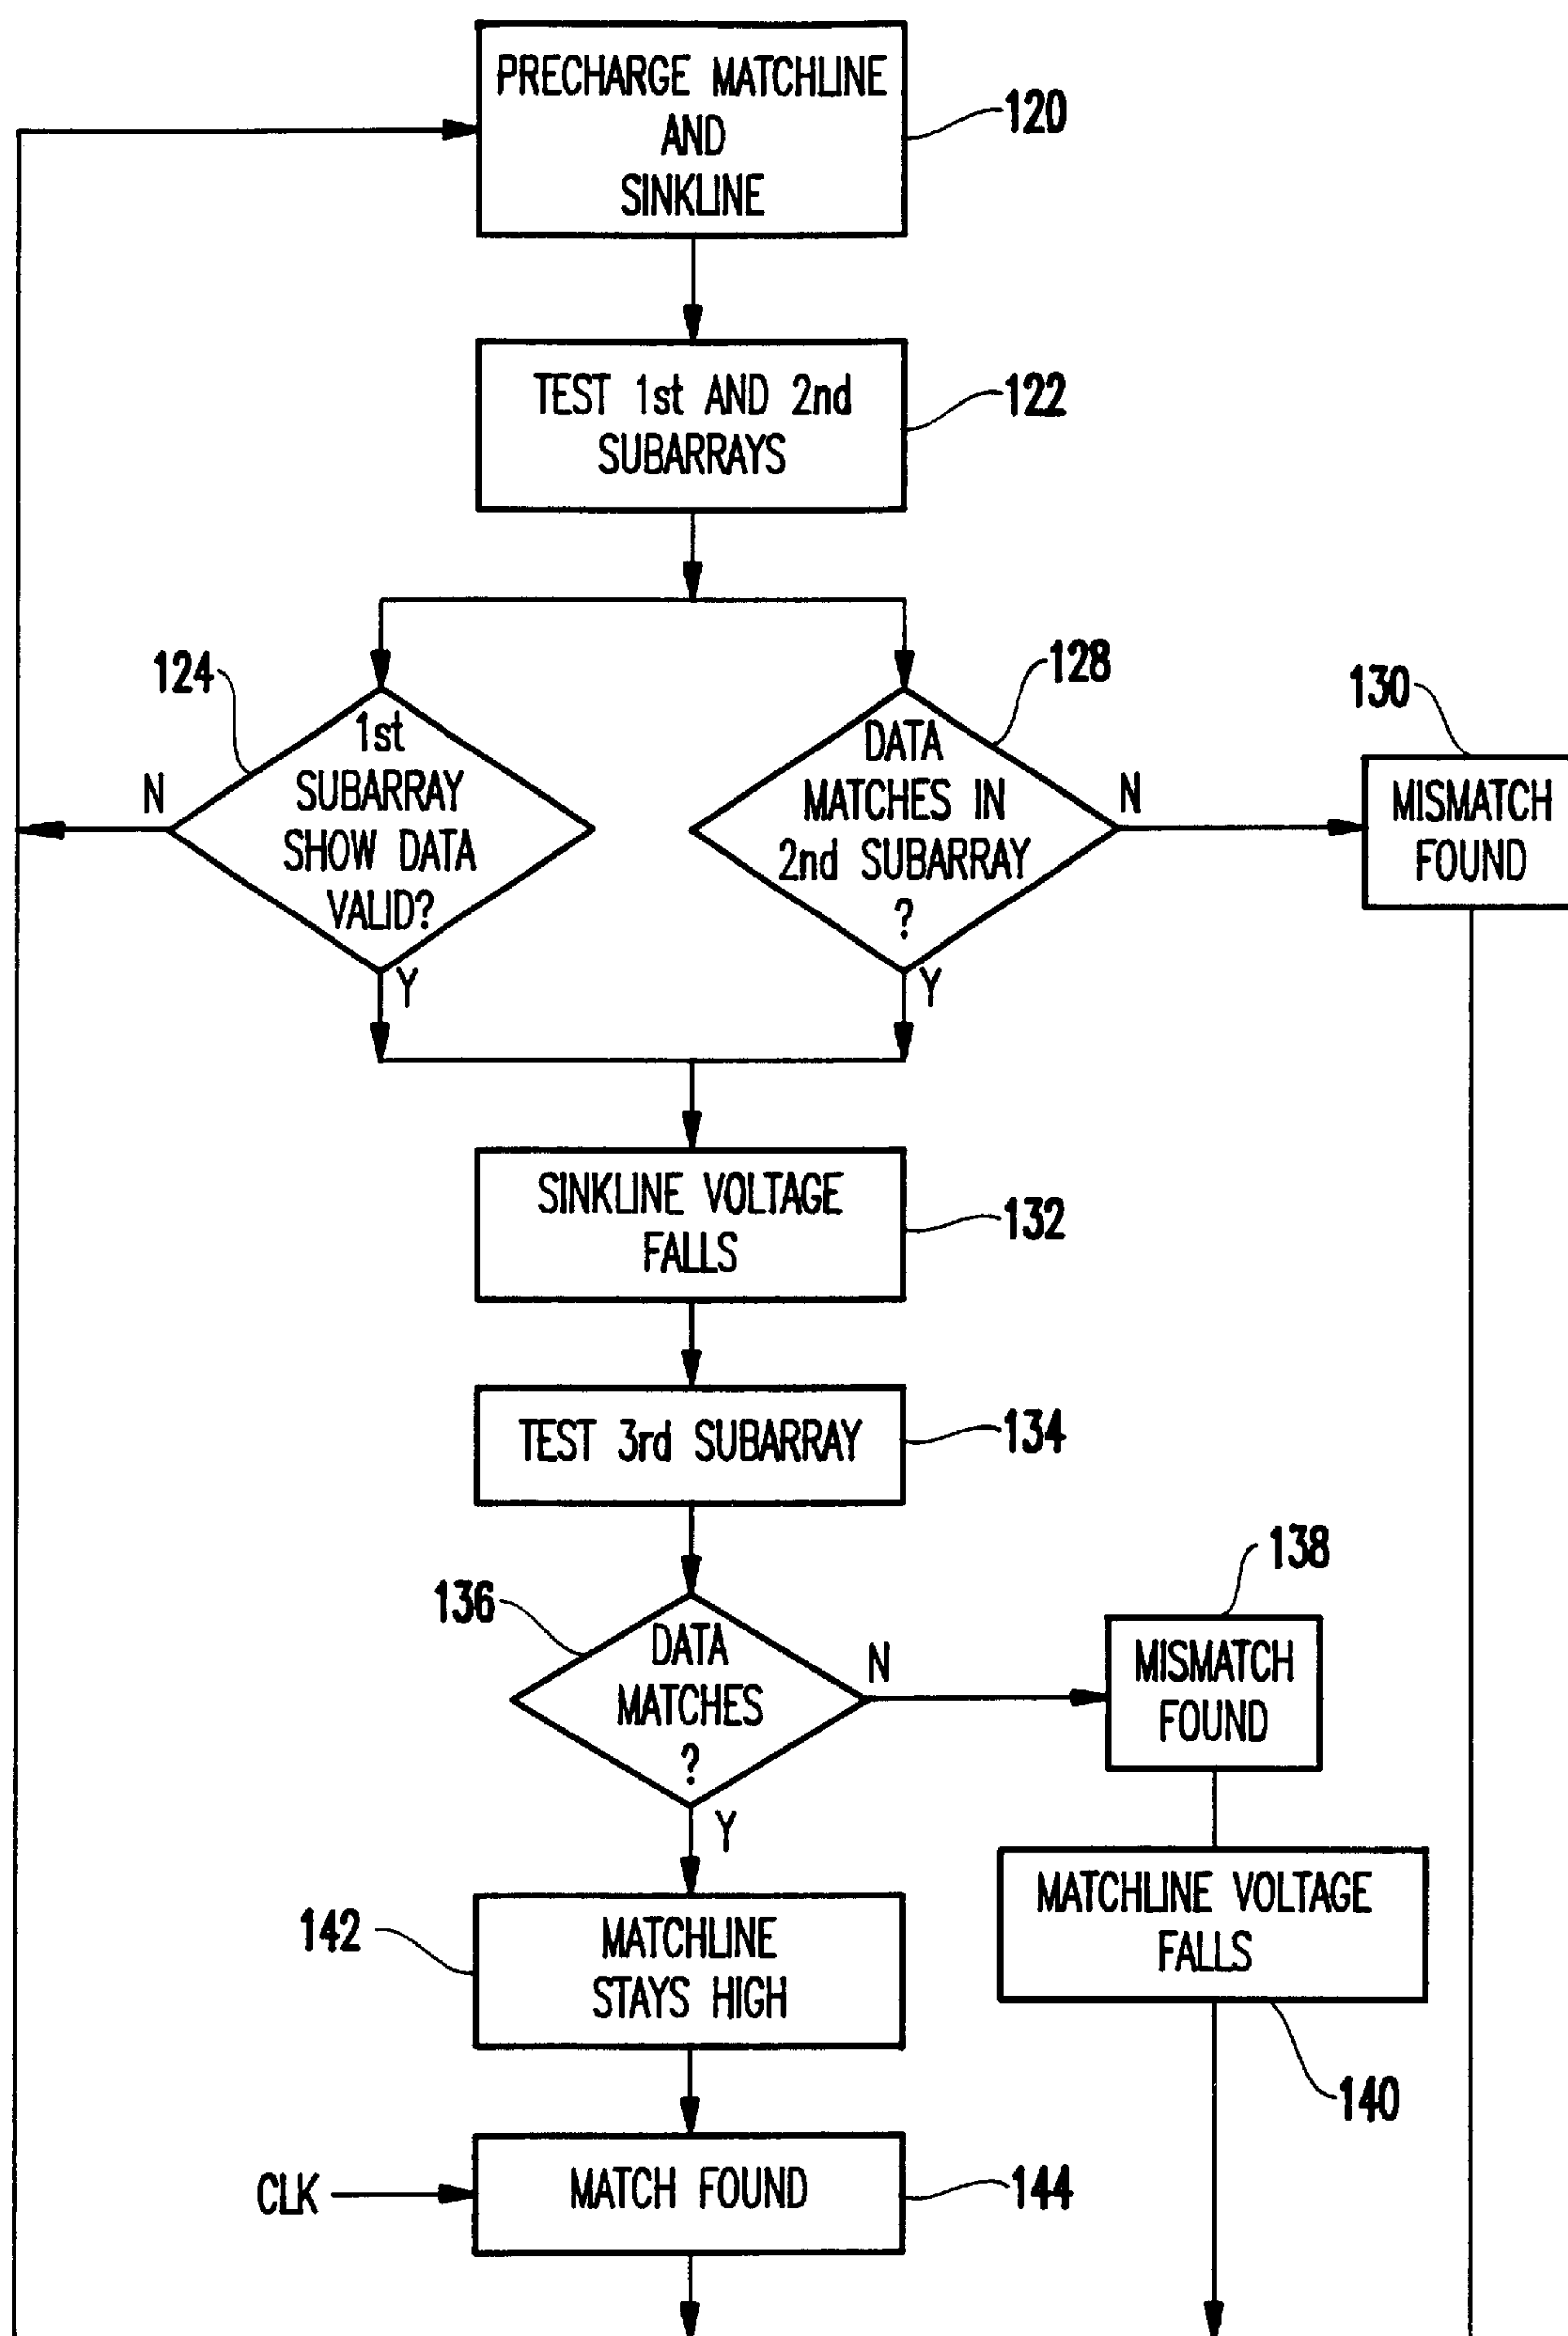 PRECHARGE MATCHLINE
AND
SINKLINE
120
TEST 1st AND 2nd
SUBARRAYS
122
124
1st
SUBARRAY
SHOW DATA
VALID?
N
Y
128
DATA
MATCHES IN
2nd SUBARRAY
?
N
Y
130
MISMATCH
FOUND
SINKLINE VOLTAGE
FALLS
132
TEST 3rd SUBARRAY
134
136
DATA
MATCHES
?
N
Y
138
MISMATCH
FOUND
MATCHLINE VOLTAGE
FALLS
140
142
MATCHLINE
STAYS HIGH
CLK
MATCH FOUND
144